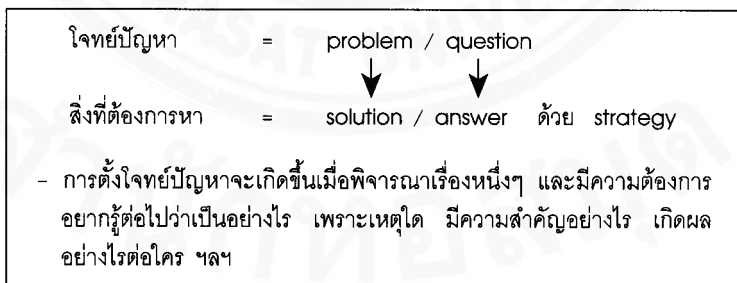 โจทย์ปัญหา = problem / question
สิ่งที่ต้องการหา = solution / answer ด้วย strategy
- การตั้งโจทย์ปัญหาจะเกิดขึ้นเมื่อพิจารณาเรื่องหนึ่งๆ และมีความต้องการ
อยากรู้ต่อไปว่าเป็นอย่างไร เพราะเหตุใด มีความสำคัญอย่างไร เกิดผล
อย่างไรต่อใคร ฯลฯ